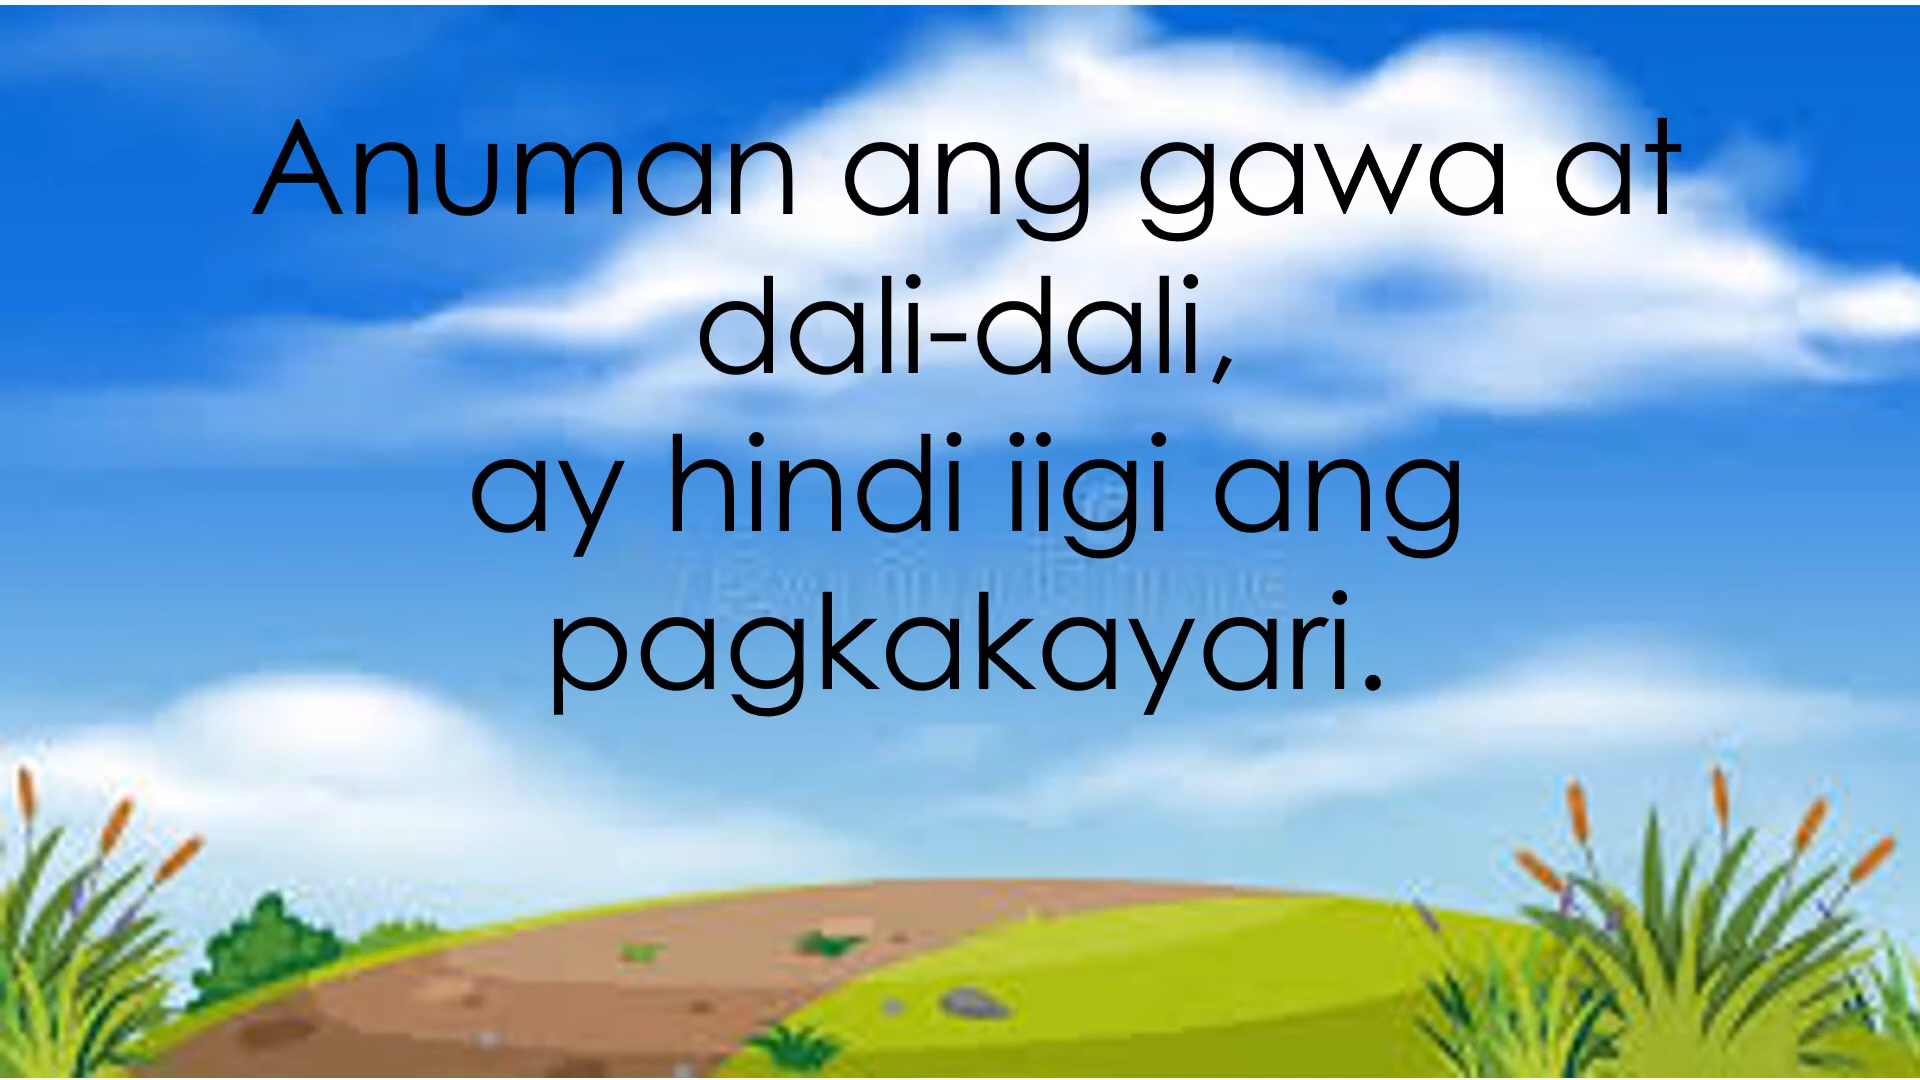 Anuman ang gawa at
dali-dali,
ay hindi iigi ang
pagkakayari.